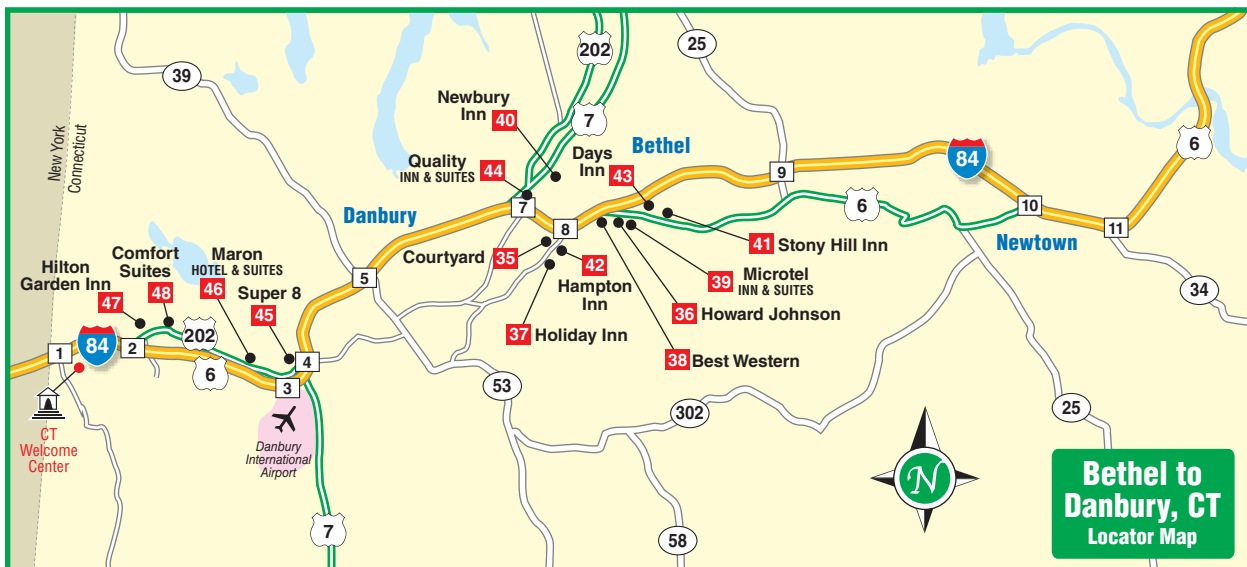 202
25
39
Newbury
Inn 40
7
6
Quality
INN & SUITES 44
Days
Inn
43
Bethel
84
9
New York
Connecticut
Danbury
7
8
6
10
11
Newtown
Courtyard 35
42
Hampton
Inn
37 Holiday Inn
41 Stony Hill Inn
39 Microtel
INN & SUITES
36 Howard Johnson
38 Best Western
Hilton
Garden Inn
47
Comfort
Suites
48
Maron
HOTEL & SUITES
46
Super 8
45
5
34
1
84
2
202
6
3
4
CT
Welcome
Center
Danbury
International
Airport
53
302
25
7
58
N
Bethel to
Danbury, CT
Locator Map